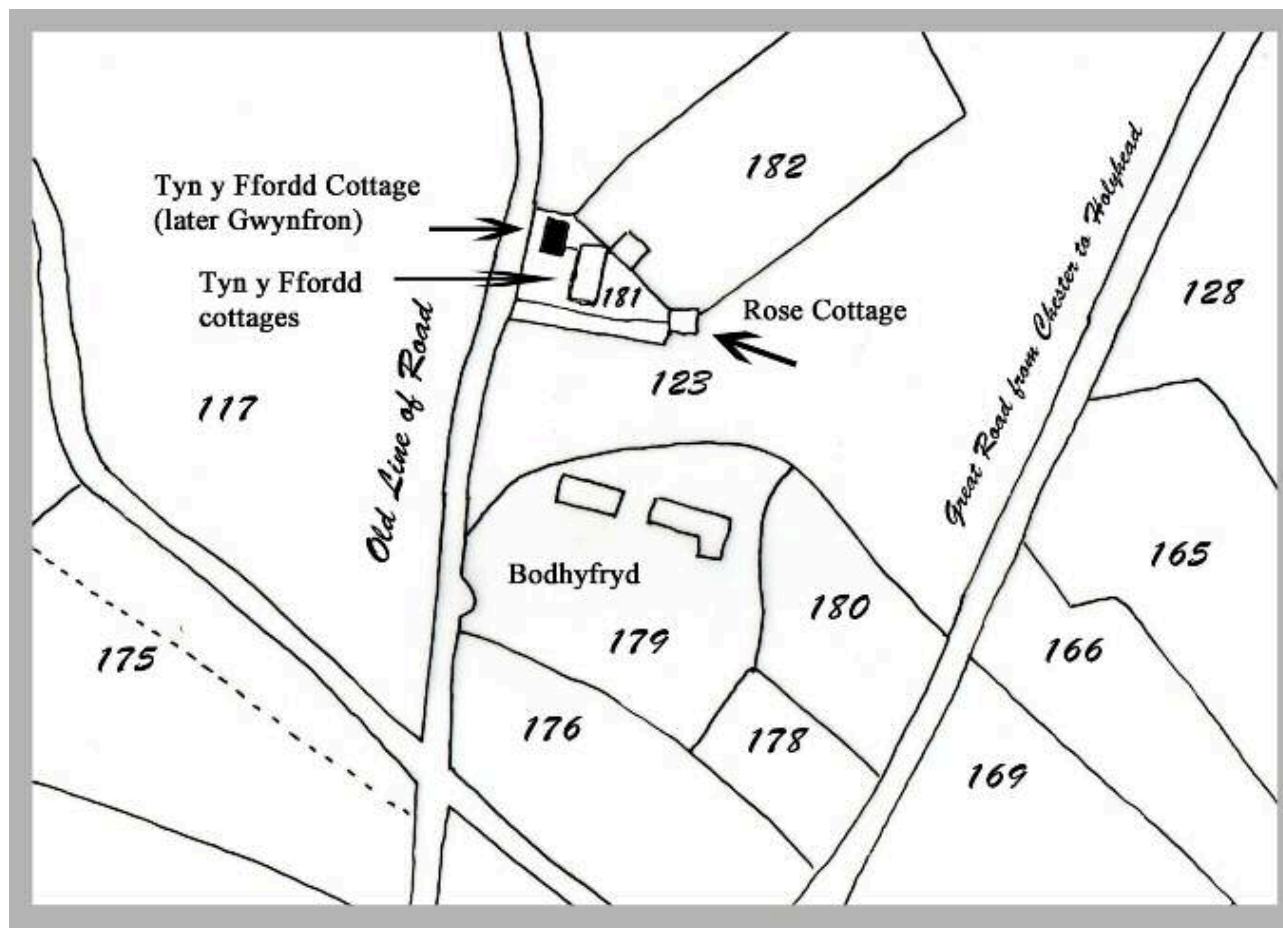 182
Tyn y Ffordd Cottage
(later Gwynfron)
Tyn y Ffordd
cottages
181
Rose Cottage
Great Road from Chester to Holyhead
128
123
117
Old Line of Road
165
Bodhyfryd
180
179
166
175
176
178
169